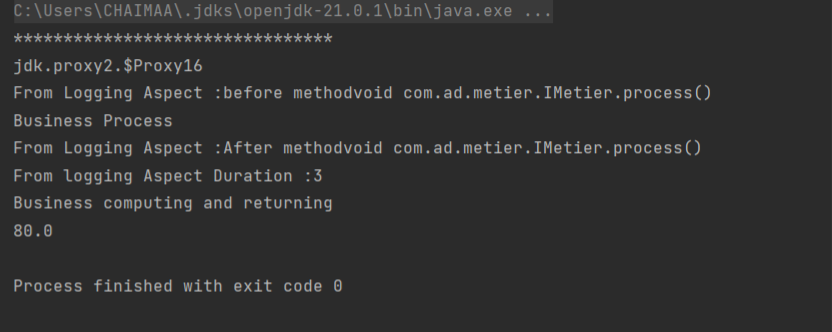 C:\Users\CHAIMAA\.jdks\openjdk-21.0.1\bin\java.exe ...
********************************
jdk.proxy2.$Proxy16
From Logging Aspect :before methodvoid com.ad.metier.IMetier.process()
Business Process
From Logging Aspect :After methodvoid com.ad.metier.IMetier.process()
From logging Aspect Duration :3
Business computing and returning
80.0
Process finished with exit code 0